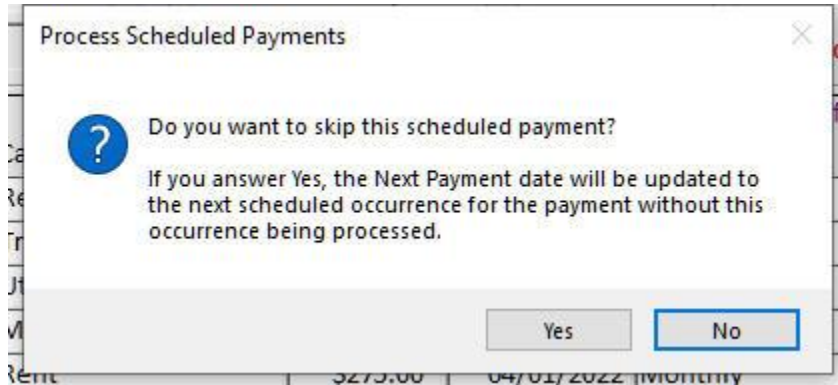 Process Scheduled Payments
Do you want to skip this scheduled payment?
If you answer Yes, the Next Payment date will be updated to
the next scheduled occurrence for the payment without this
occurrence being processed.
Yes
No
Rent $275.00 04/01/2022 Monthly